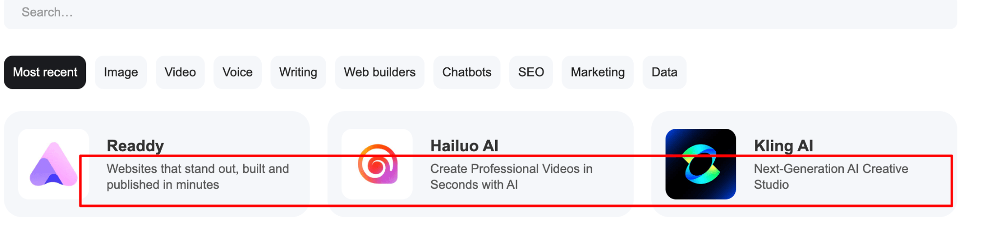 Search…
Most recent
Image
Video
Voice
Writing
Web builders
Chatbots
SEO
Marketing
Data
Readdy
Websites that stand out, built and
published in minutes
Hailuo AI
Create Professional Videos in
Seconds with AI
Kling AI
Next-Generation AI Creative
Studio